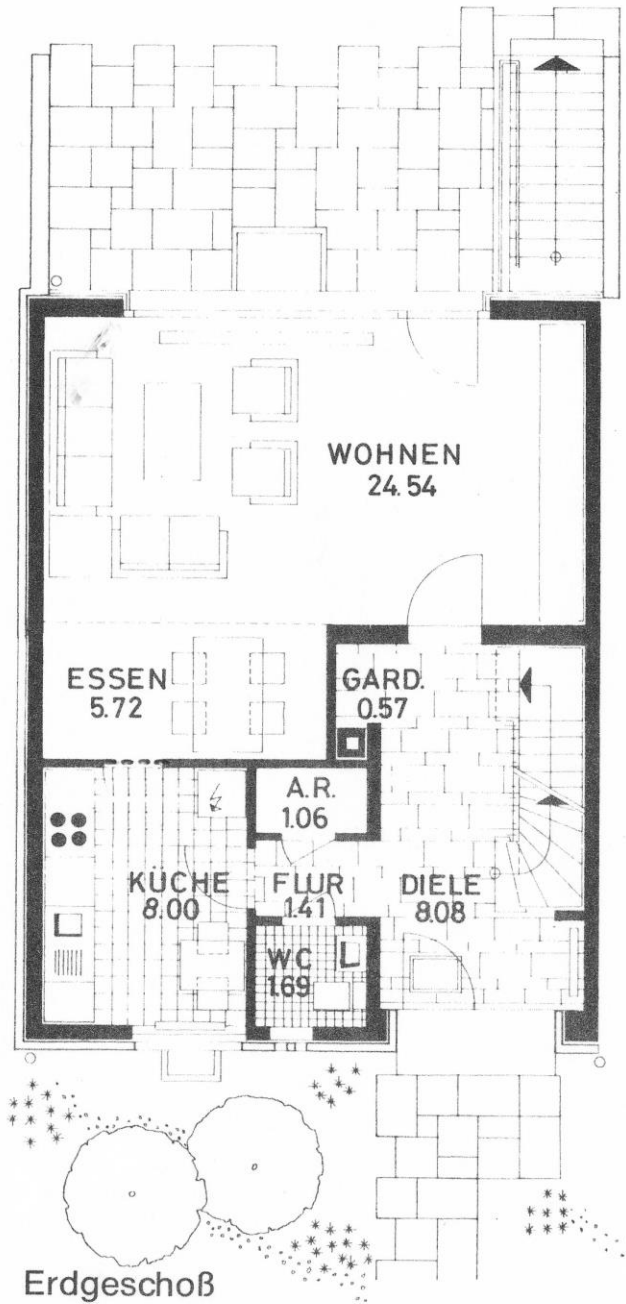 WOHNEN
24.54
ESSEN
5.72
GARD.
0.57
A.R.
1.06
KÜCHE
8.00
FLUR
1.41
DIELE
8.08
WC
1.69
Erdgeschoß